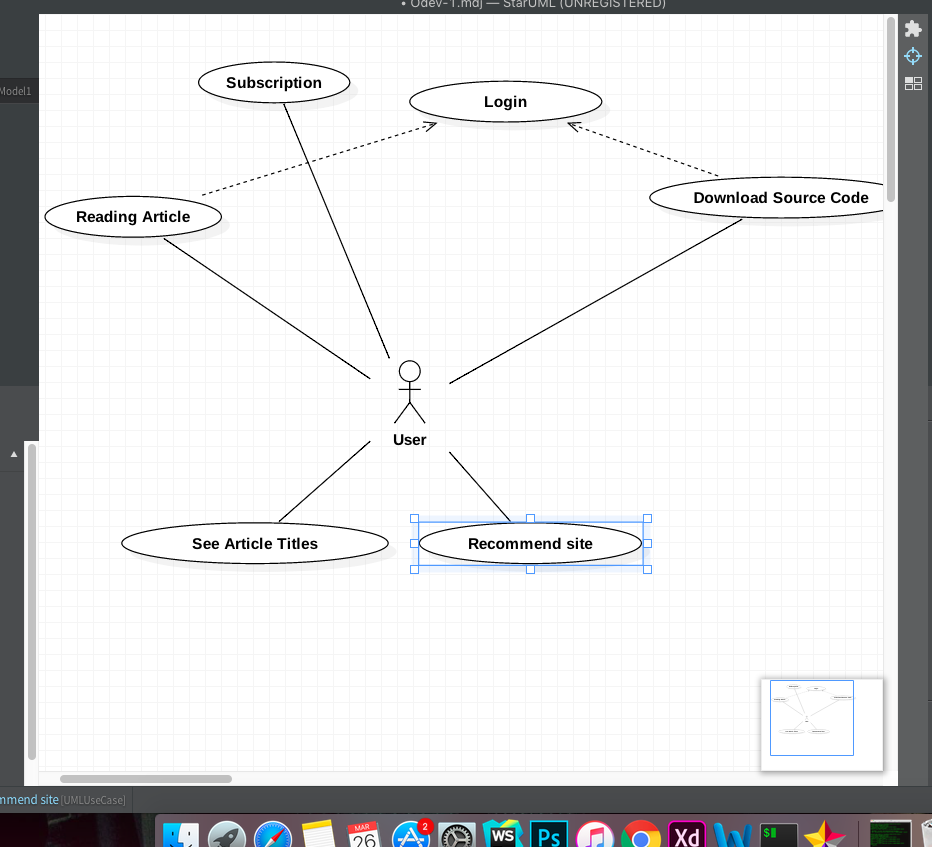 • Odev-1.mdj — StarUML (UNREGISTERED)
Model1
Subscription
Login
Reading Article
Download Source Code
User
See Article Titles
Recommend site
mmend site [UMLUseCase]
MAR
26
2
WS
Ps
Xd
$